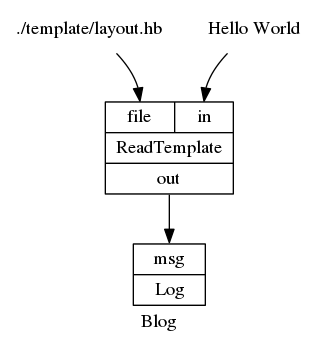 ./template/layout.hb Hello World
file in
ReadTemplate
out
msg
Log
Blog